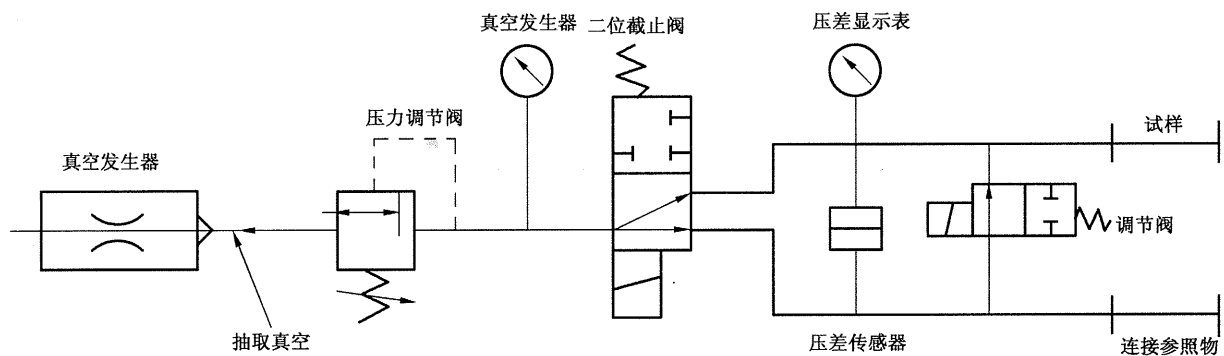 真空发生器
二位截止阀
压差显示表
压力调节阀
试样
真空发生器
调节阀
抽取真空
压差传感器
连接参照物